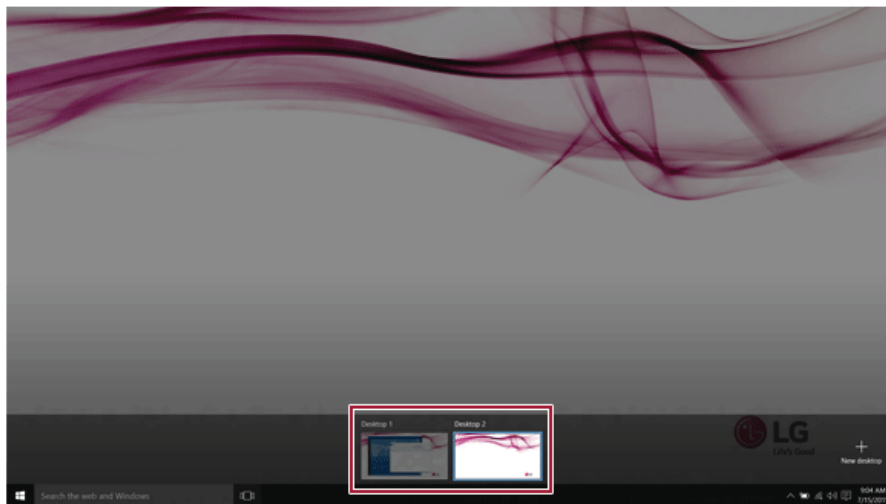 Desktop 1
Desktop 2
LG
Life's Good
New desktop
Search the web and Windows
9:04 AM